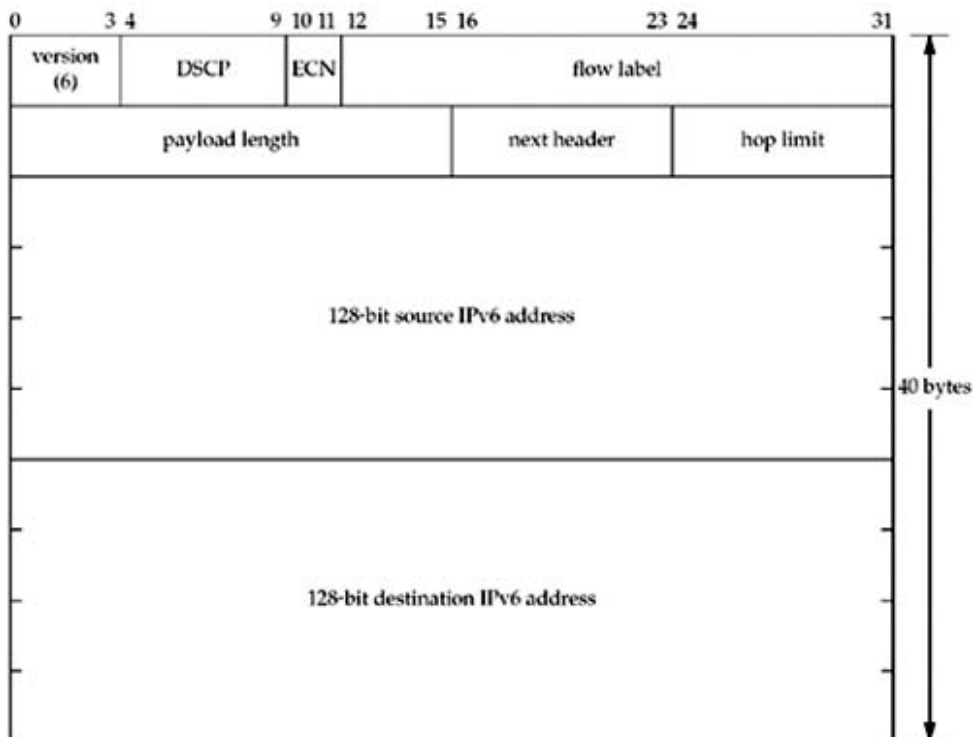 0 3 4 9 10 11 12 15 16 23 24 31
version
(6)
DSCP
ECN
flow label
payload length
next header
hop limit
128-bit source IPv6 address
40 bytes
128-bit destination IPv6 address